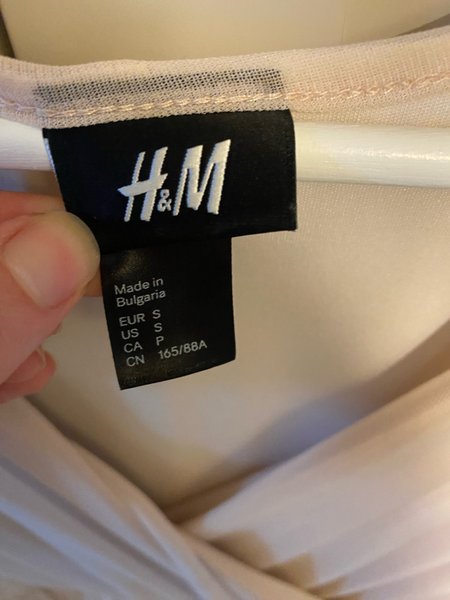 H&M
Made in
Bulgaria
EUR S
US S
CA P
CN 165/88A